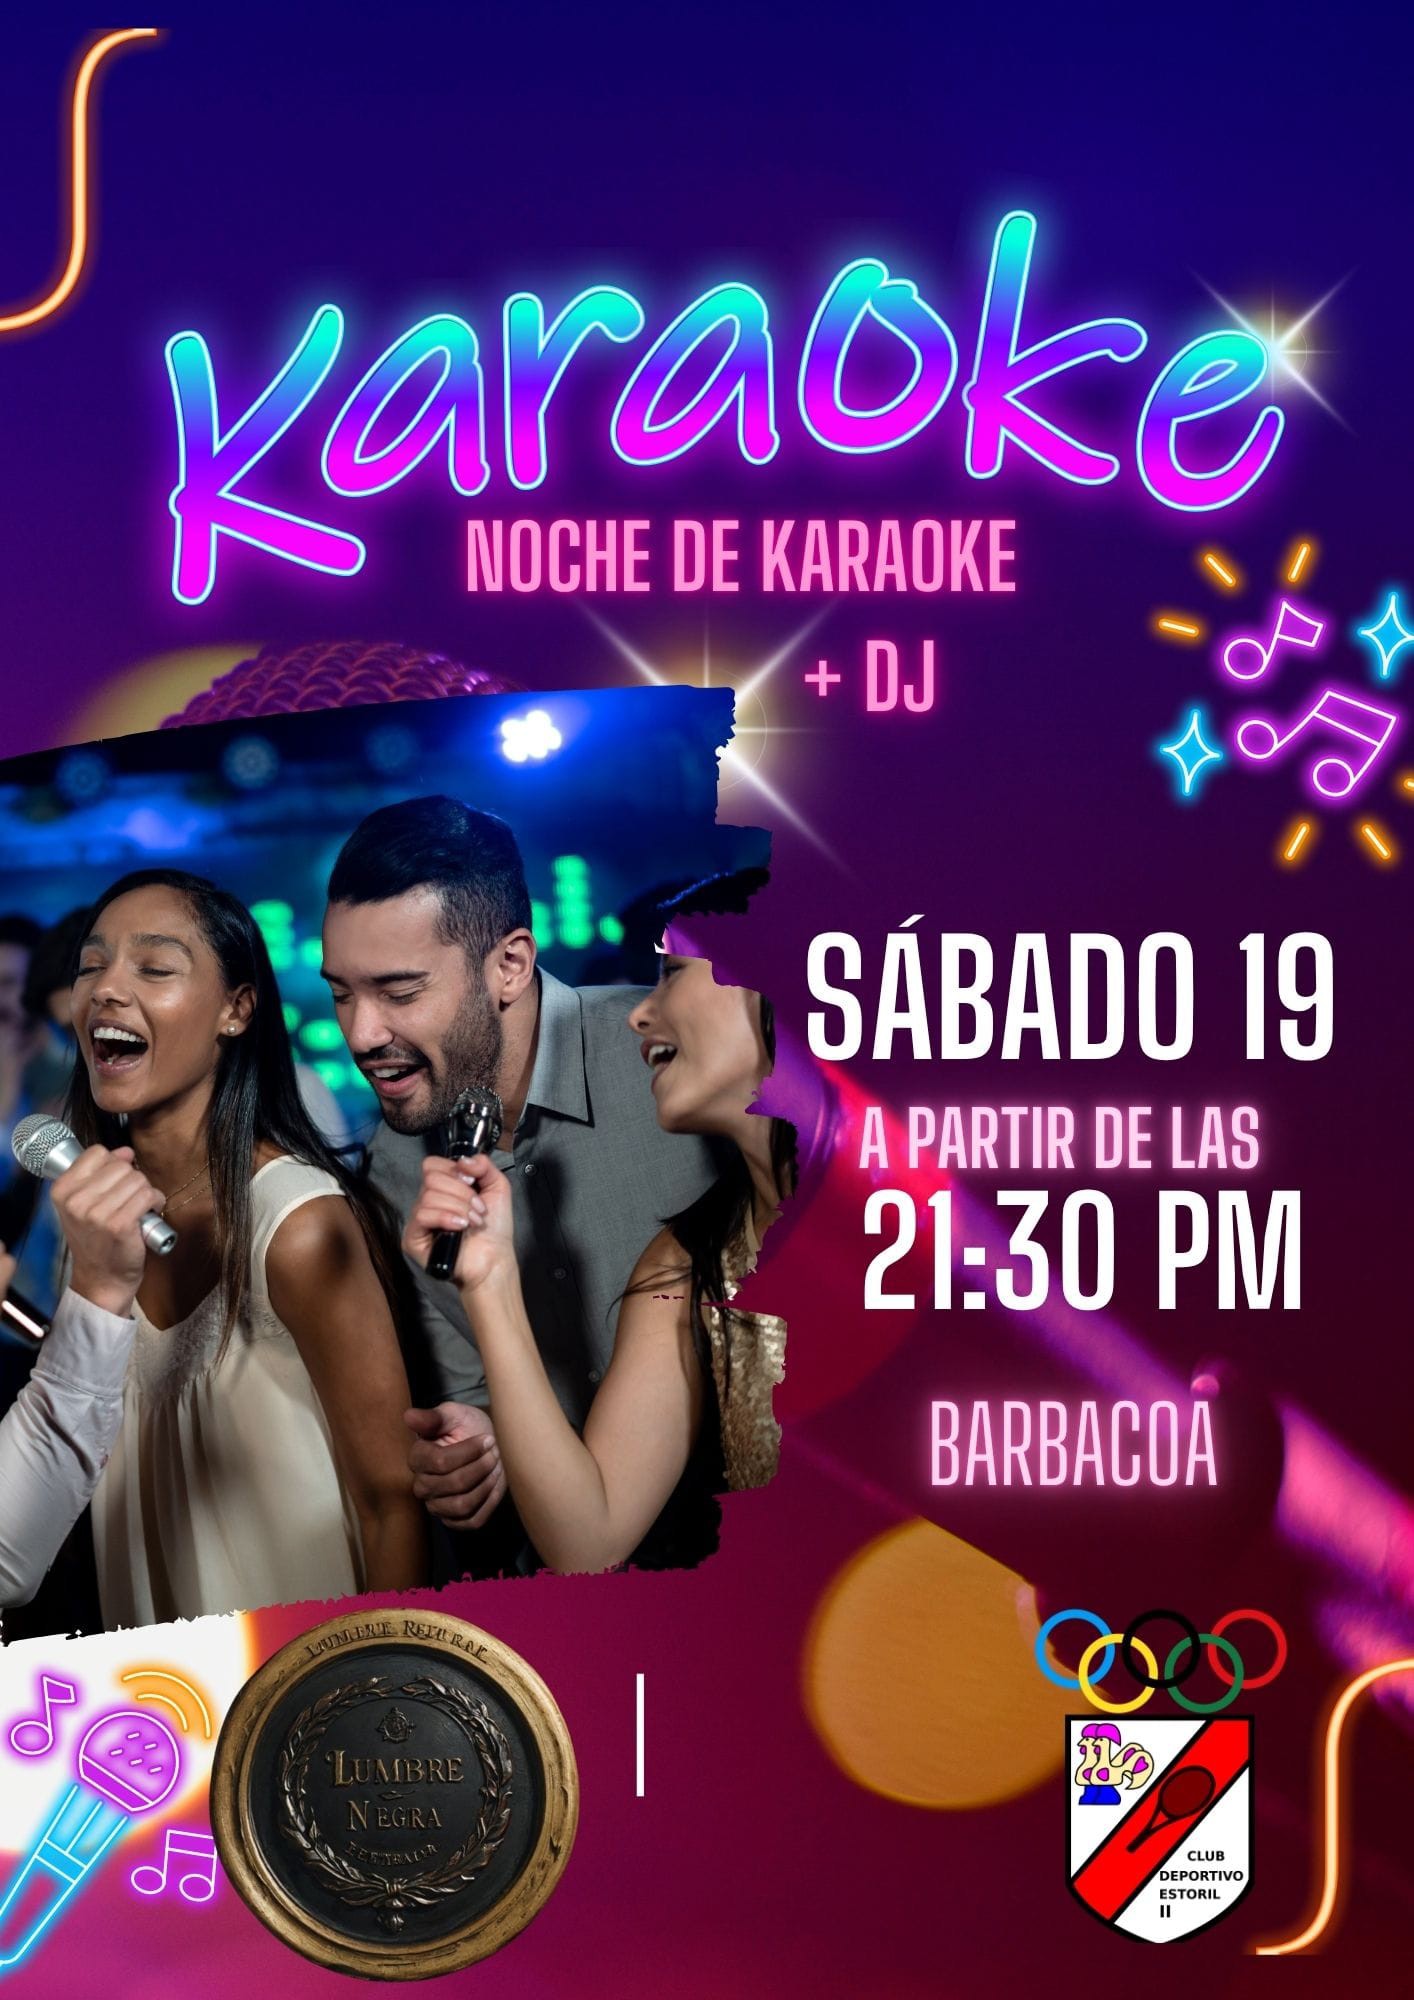 Karaoke
NOCHE DE KARAOKE
+ DJ
SÁBADO 19
A PARTIR DE LAS
21:30 PM
BARBACOA
LUMBRE
NEGRA
CLUB
DEPORTIVO
ESTORIL
II